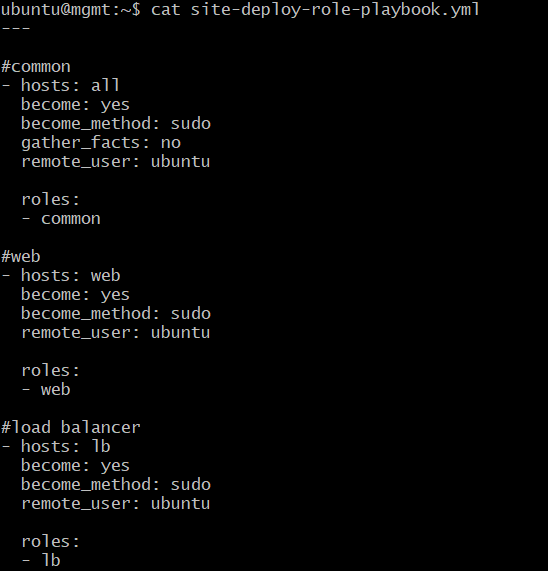 ubuntu@mgmt:~$ cat site-deploy-role-playbook.yml
---
#common
- hosts: all
  become: yes
  become_method: sudo
  gather_facts: no
  remote_user: ubuntu
  roles:
  - common
#web
- hosts: web
  become: yes
  become_method: sudo
  remote_user: ubuntu
  roles:
  - web
#load balancer
- hosts: lb
  become: yes
  become_method: sudo
  remote_user: ubuntu
  roles:
  - lb